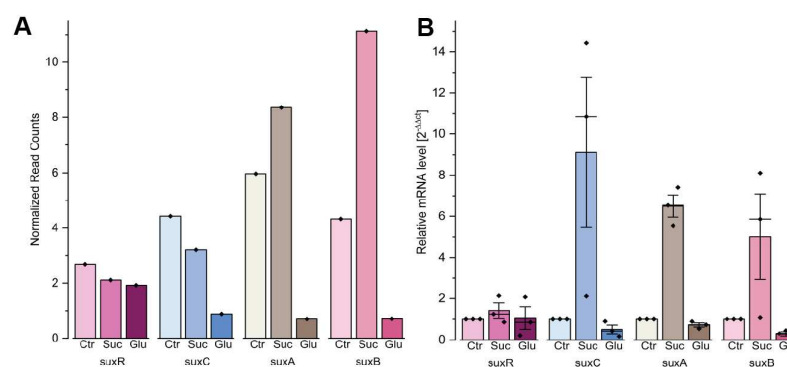 A
Normalized Read Counts
10
8
6
4
2
0
Ctr Suc Glu Ctr Suc Glu Ctr Suc Glu Ctr Suc Glu
suxR suxC suxA suxB
B
Relative mRNA level [2-ΔΔct]
14
12
10
8
6
4
2
1
0
Ctr Suc Glu Ctr Suc Glu Ctr Suc Glu Ctr Suc Gl
suxR suxC suxA suxB